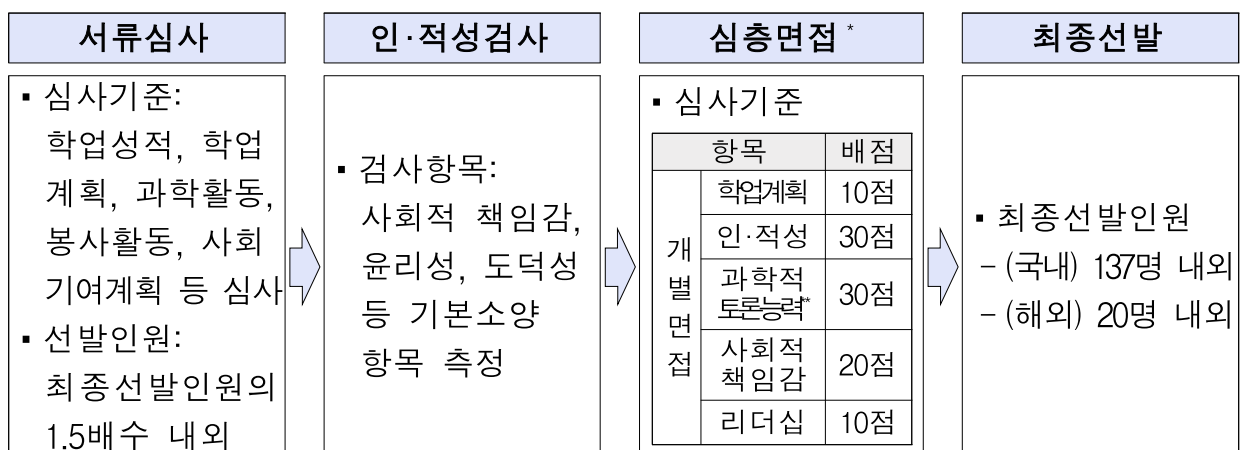 서류심사
▪ 심사기준:
학업성적, 학업
계획, 과학활동,
봉사활동, 사회
기여계획 등 심사
▪ 선발인원:
최종선발인원의
1.5배수 내외
인·적성검사
▪ 검사항목:
사회적 책임감,
윤리성, 도덕성
등 기본소양
항목 측정
심층면접*
▪ 심사기준
항목 배점
개별면접
학업계획 10점
인·적성 30점
과학적
토론능력** 30점
사회적
책임감 20점
리더십 10점
최종선발
▪ 최종선발인원
- (국내) 137명 내외
- (해외) 20명 내외